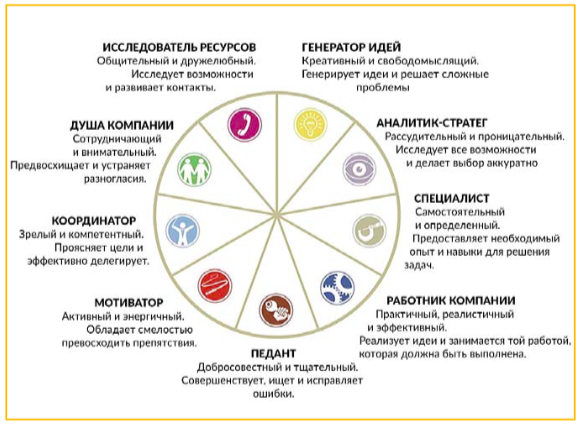 ИССЛЕДОВАТЕЛЬ РЕСУРСОВ
Общительный и дружелюбный.
Исследует возможности
и развивает контакты.
ГЕНЕРАТОР ИДЕЙ
Креативный и свободомыслящий.
Генерирует идеи и решает сложные
проблемы
ДУША КОМПАНИИ
Сотрудничающий
и внимательный.
Предвосхищает и устраняет
разногласия.
АНАЛИТИК-СТРАТЕГ
Рассудительный и проницательный.
Исследует все возможности
и делает выбор аккуратно
КООРДИНАТОР
Зрелый и компетентный.
Проясняет цели и
эффективно делегирует.
СПЕЦИАЛИСТ
Самостоятельный
и определенный.
Предоставляет необходимый
опыт и навыки для решения
задач.
МОТИВАТОР
Активный и энергичный.
Обладает смелостью
превосходить препятствия.
РАБОТНИК КОМПАНИИ
Практичный, реалистичный
и эффективный.
Реализует идеи и занимается той работой,
которая должна быть выполнена.
ПЕДАНТ
Добросовестный и тщательный.
Совершенствует, ищет и исправляет
ошибки.